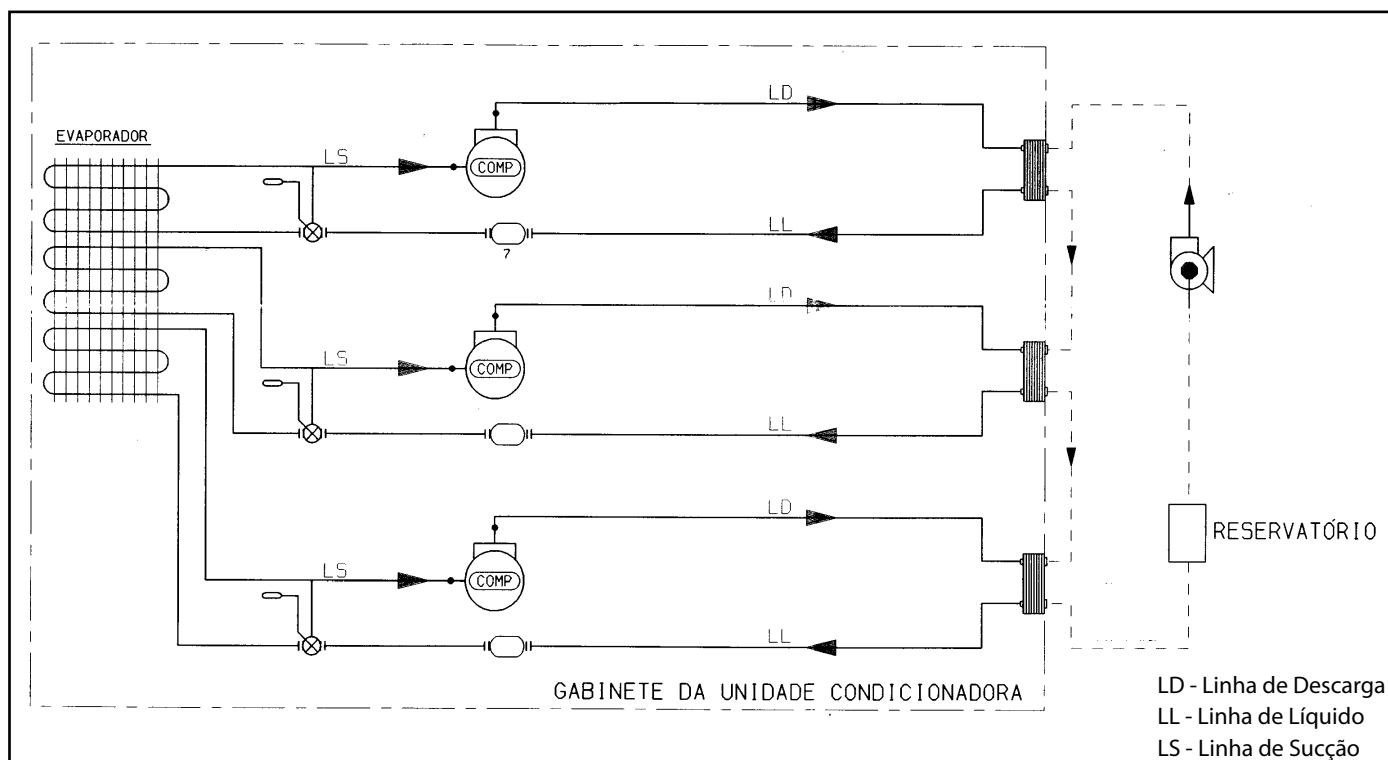 LD
EVAPORADOR
LS
COMP
LL
7
LD
LS
COMP
LL
LD
RESERVATÓRIO
LS
COMP
LL
GABINETE DA UNIDADE CONDICIONADORA
LD - Linha de Descarga
LL - Linha de Líquido
LS - Linha de Sucção